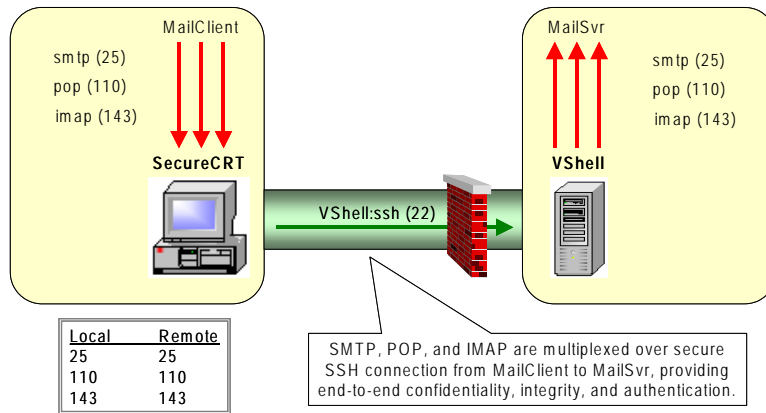 MailClient
smtp (25)
pop (110)
imap (143)
SecureCRT
MailSvr
smtp (25)
pop (110)
imap (143)
VShell
VShell:ssh (22)
Local Remote
25 25
110 110
143 143
SMTP, POP, and IMAP are multiplexed over secure
SSH connection from MailClient to MailSvr, providing
end-to-end confidentiality, integrity, and authentication.